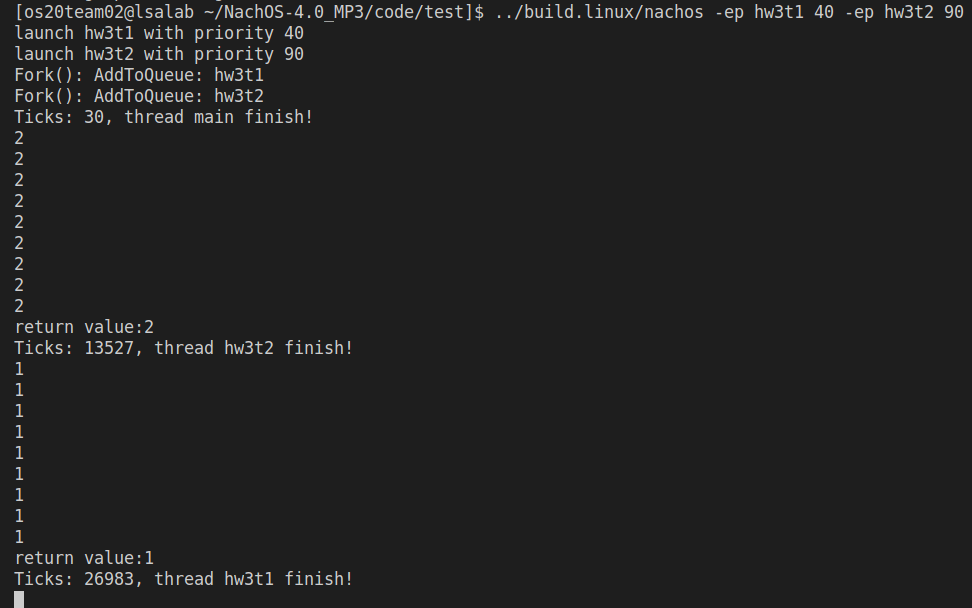 [os20team02@lsalab ~/NachOS-4.0_MP3/code/test]$ ../build.linux/nachos -ep hw3t1 40 -ep hw3t2 90
launch hw3t1 with priority 40
launch hw3t2 with priority 90
Fork(): AddToQueue: hw3t1
Fork(): AddToQueue: hw3t2
Ticks: 30, thread main finish!
2
2
2
2
2
2
2
2
2
return value:2
Ticks: 13527, thread hw3t2 finish!
1
1
1
1
1
1
1
1
1
return value:1
Ticks: 26983, thread hw3t1 finish!